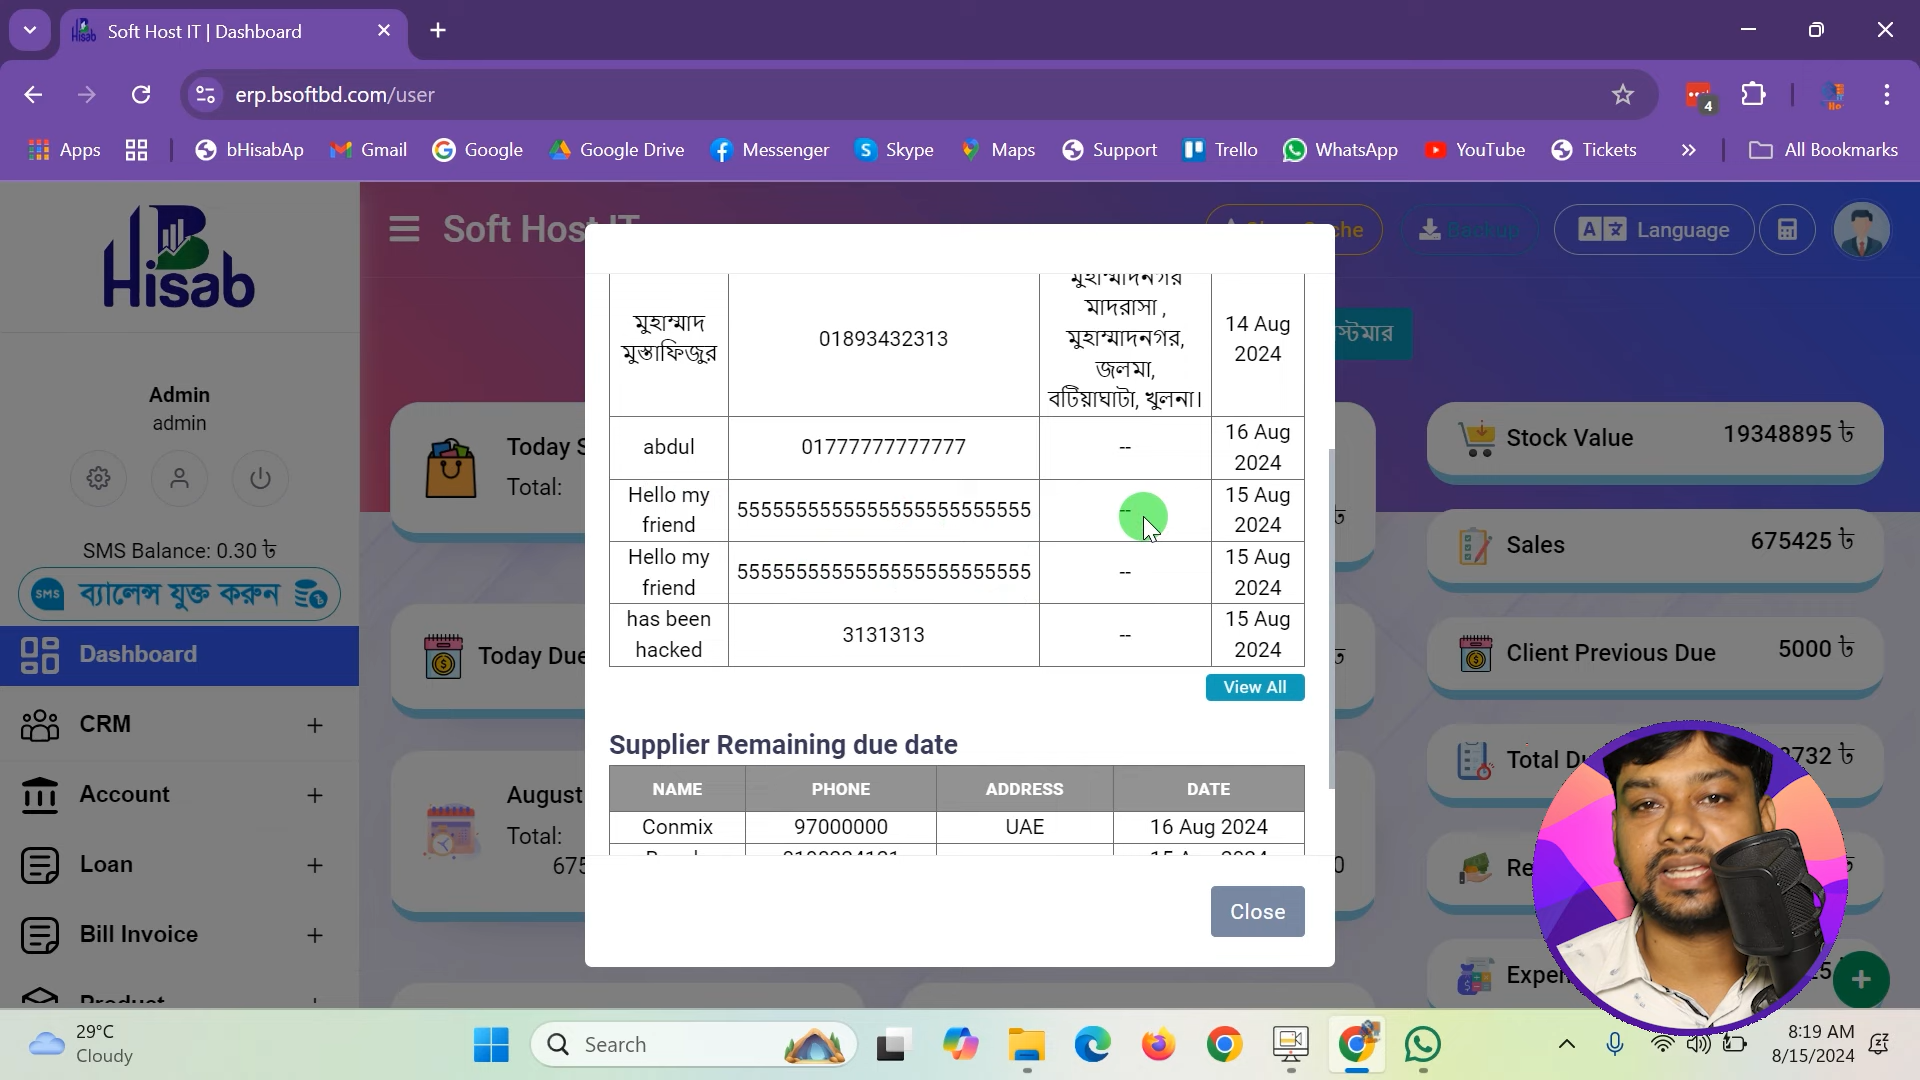 Soft Host IT | Dashboard
erp.bsoftbd.com/user
4
Apps
bHisabAp
Gmail
Google
Google Drive
Messenger
Skype
Maps
Support
Trello
WhatsApp
YouTube
Tickets
All Bookmarks
Hisab
Soft Host IT
Backup
Language
Admin
admin
SMS Balance: 0.30 ৳
SMS ব্যালেন্স যুক্ত করুন
Dashboard
CRM
Account
Loan
Bill Invoice
Product
Today
Total:
Today Due
August
Total:
মুহাম্মাদ
মুস্তাফিজুর
01893432313
মুহাম্মাদনগর
মাদরাসা ,
মুহাম্মাদনগর,
জলমা,
বটিয়াঘাটা, খুলনা।
14 Aug
2024
abdul
01777777777777
--
16 Aug
2024
Hello my
friend
5555555555555555555555555
--
15 Aug
2024
Hello my
friend
5555555555555555555555555
--
15 Aug
2024
has been
hacked
3131313
--
15 Aug
2024
View All
Supplier Remaining due date
NAME PHONE ADDRESS DATE
Conmix 97000000 UAE 16 Aug 2024
Close
Stock Value 19348895 ৳
Sales 675425 ৳
Client Previous Due 5000 ৳
29°C
Cloudy
Search
8:19 AM
8/15/2024